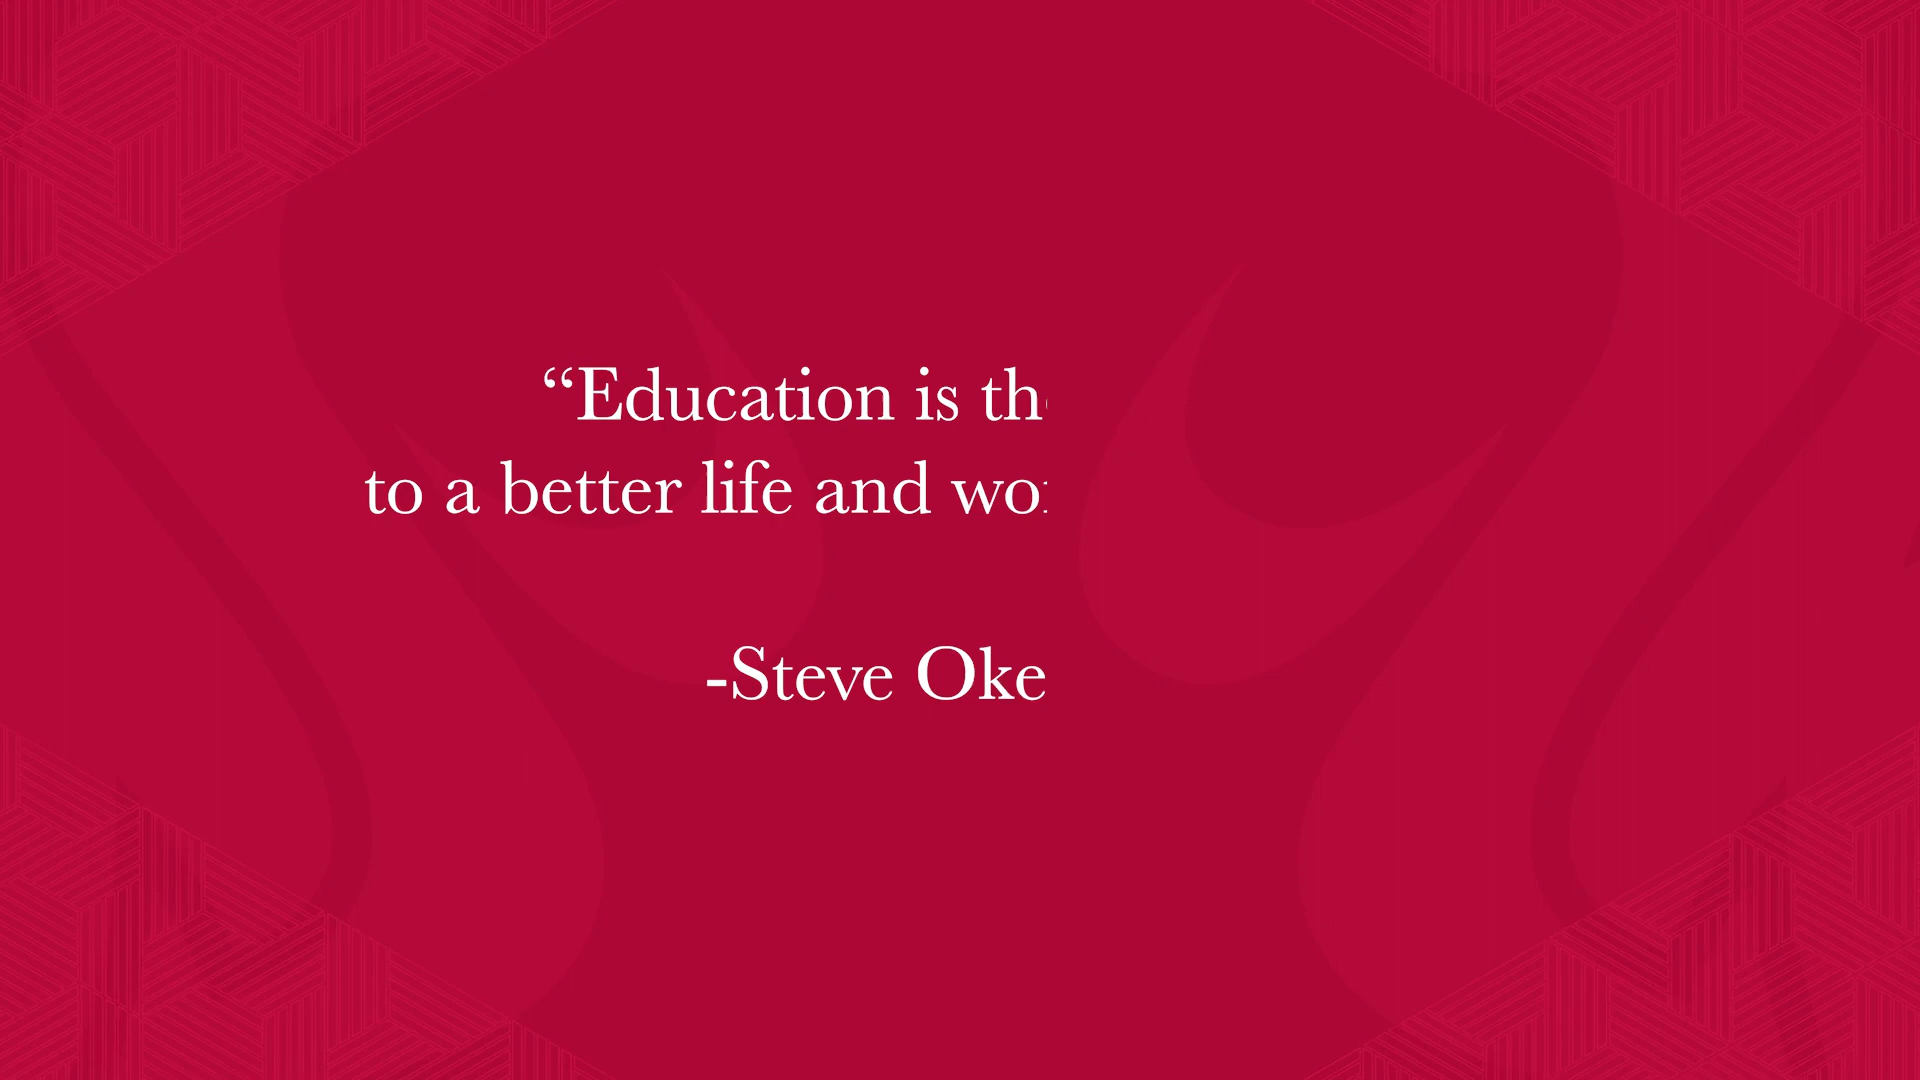 “Education is th
to a better life and wo
-Steve Oke